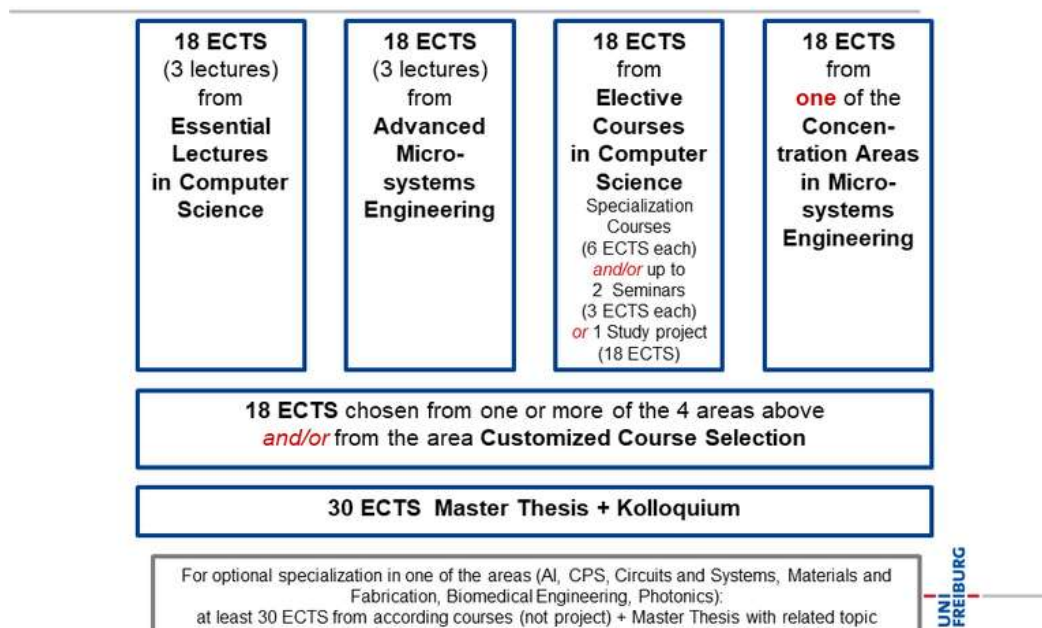 18 ECTS
(3 lectures)
from
Essential
Lectures
in Computer
Science
18 ECTS
(3 lectures)
from
Advanced
Micro-
systems
Engineering
18 ECTS
from
Elective
Courses
in Computer
Science
Specialization
Courses
(6 ECTS each)
and/or up to
2 Seminars
(3 ECTS each)
or 1 Study project
(18 ECTS)
18 ECTS
from
one of the
Concen-
tration Areas
in Micro-
systems
Engineering
18 ECTS chosen from one or more of the 4 areas above
and/or from the area Customized Course Selection
30 ECTS Master Thesis + Kolloquium
For optional specialization in one of the areas (AI, CPS, Circuits and Systems, Materials and
Fabrication, Biomedical Engineering, Photonics):
at least 30 ECTS from according courses (not project) + Master Thesis with related topic
UNI
FREIBURG